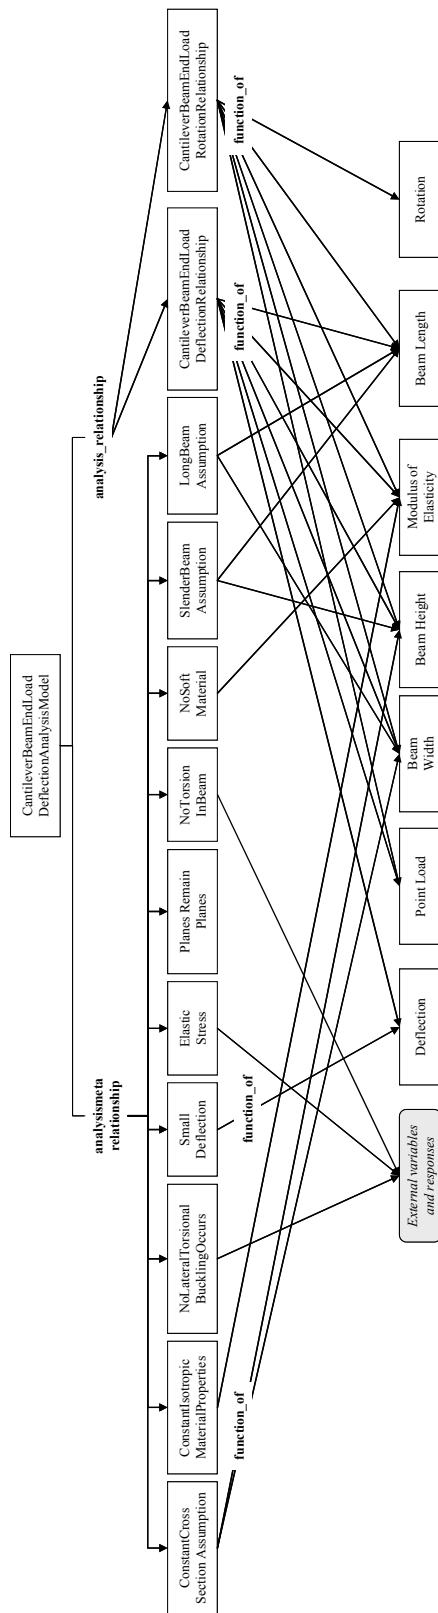 CantileverBeamEndLoad
DeflectionAnalysisModel
analysismeta
relationship
analysis_relationship
ConstantCross
Section Assumption
ConstantIsotropic
MaterialProperties
NoLateralTorsional
BucklingOccurs
Small
Deflection
Elastic
Stress
Planes Remain
Planes
NoTorsion
InBeam
NoSoft
Material
SlenderBeam
Assumption
LongBeam
Assumption
CantileverBeamEndLoad
DeflectionRelationship
CantileverBeamEndLoad
RotationRelationship
function_of
function_of
function_of
function_of
External variables
and responses
Deflection
Point Load
Beam
Width
Beam Height
Modulus of
Elasticity
Beam Length
Rotation